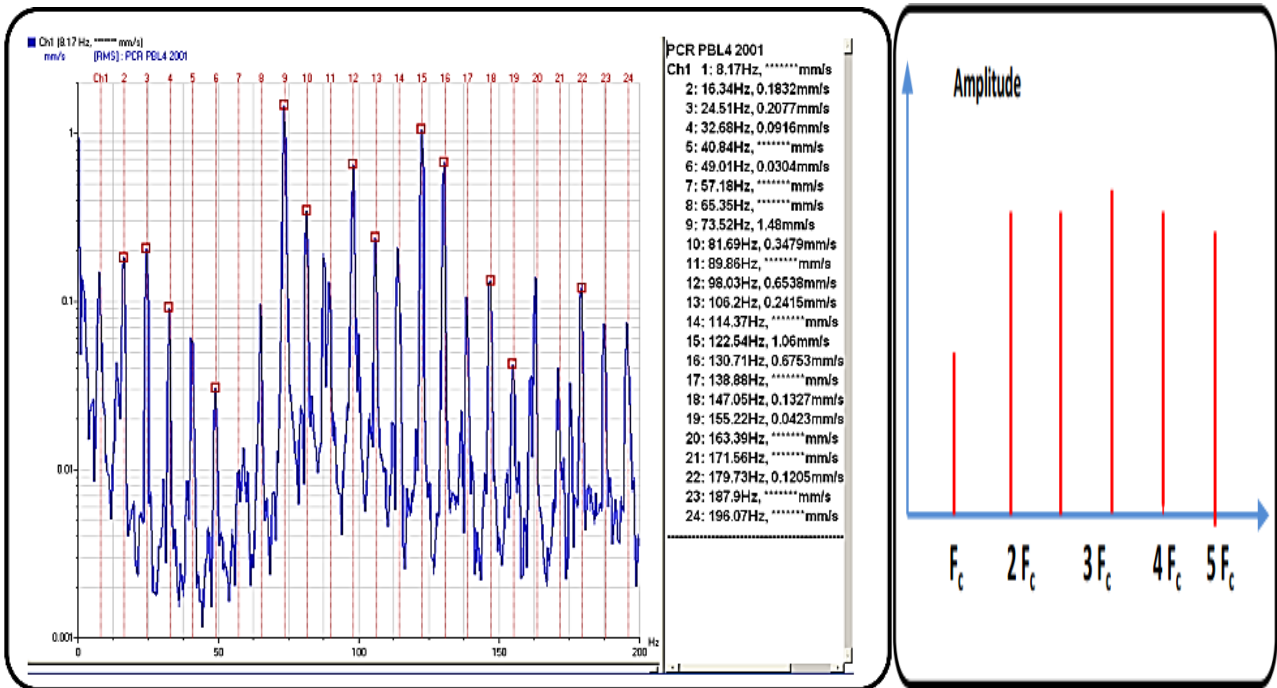 Ch1 (8.17 Hz, ****** mm/s)
mm/s [RMS] : PCR PBL4 2001
Ch1 2 3 4 5 6 7 8 9 10 11 12 13 14 15 16 17 18 19 20 21 22 23 24
1
0.1
0.01
0.001
0 50 100 150 200
Hz
PCR PBL4 2001
Ch1 1: 8.17Hz, *******mm/s
2: 16.34Hz, 0.1832mm/s
3: 24.51Hz, 0.2077mm/s
4: 32.68Hz, 0.0916mm/s
5: 40.84Hz, *******mm/s
6: 49.01Hz, 0.0304mm/s
7: 57.18Hz, *******mm/s
8: 65.35Hz, *******mm/s
9: 73.52Hz, 1.48mm/s
10: 81.69Hz, 0.3479mm/s
11: 89.86Hz, *******mm/s
12: 98.03Hz, 0.6538mm/s
13: 106.2Hz, 0.2415mm/s
14: 114.37Hz, *******mm/s
15: 122.54Hz, 1.06mm/s
16: 130.71Hz, 0.6753mm/s
17: 138.88Hz, *******mm/s
18: 147.05Hz, 0.1327mm/s
19: 155.22Hz, 0.0423mm/s
20: 163.39Hz, *******mm/s
21: 171.56Hz, *******mm/s
22: 179.73Hz, 0.1205mm/s
23: 187.9Hz, *******mm/s
24: 196.07Hz, *******mm/s
Amplitude
Fc 2 Fc 3 Fc 4 Fc 5 Fc